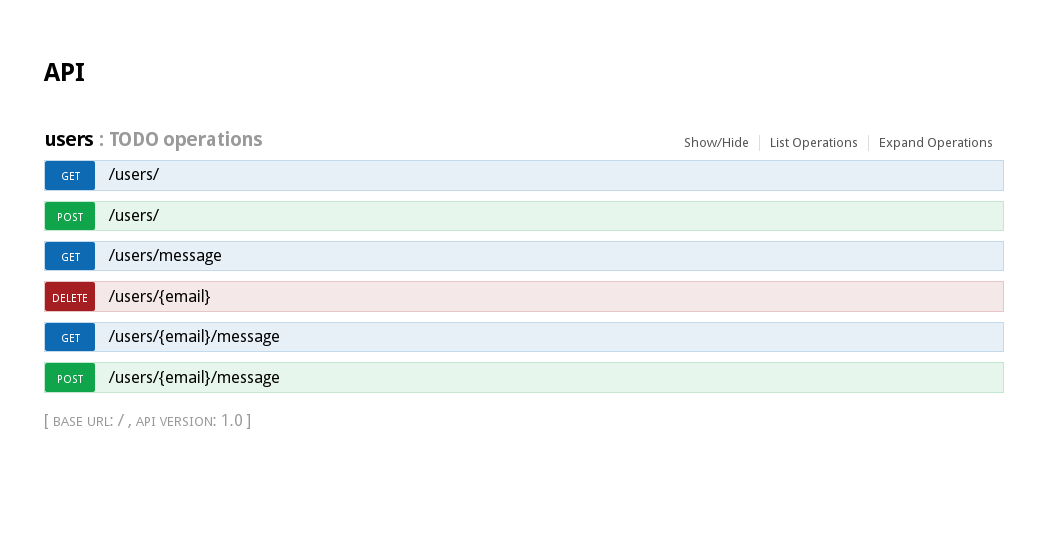 API
users : TODO operations Show/Hide List Operations Expand Operations
GET /users/
POST /users/
GET /users/message
DELETE /users/{email}
GET /users/{email}/message
POST /users/{email}/message
[ BASE URL: / , API VERSION: 1.0 ]